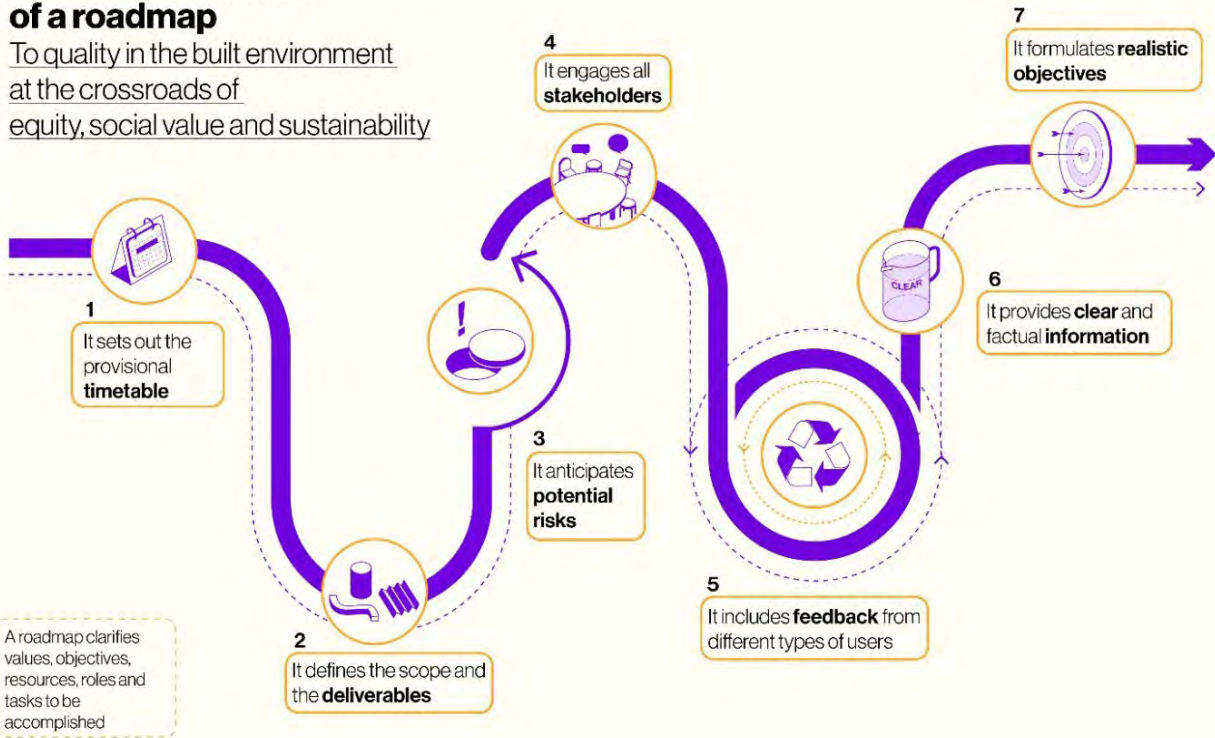 of a roadmap
To quality in the built environment
at the crossroads of
equity, social value and sustainability
1
It sets out the
provisional
timetable
2
It defines the scope and
the deliverables
3
It anticipates
potential
risks
4
It engages all
stakeholders
5
It includes feedback from
different types of users
CLEAR
6
It provides clear and
factual information
7
It formulates realistic
objectives
A roadmap clarifies
values, objectives,
resources, roles and
tasks to be
accomplished